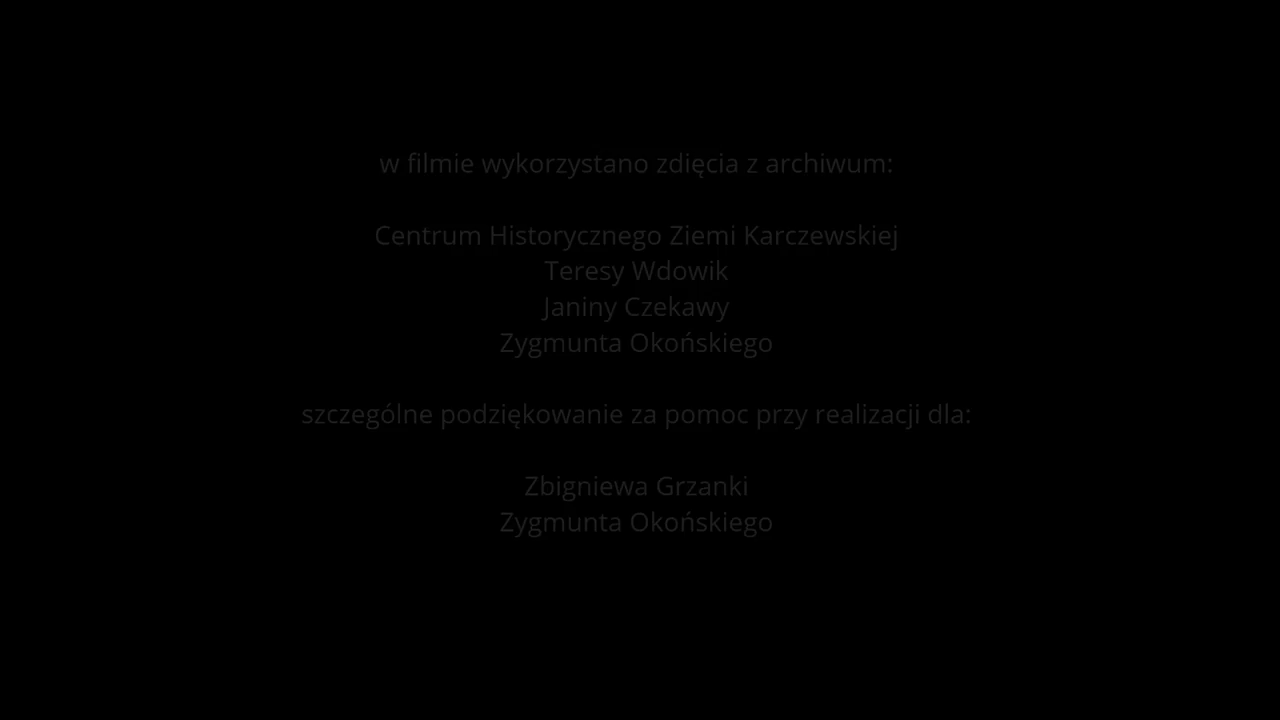 w filmie wykorzystano zdięcia z archiwum:
Centrum Historycznego Ziemi Karczewskiej
Teresy Wdowik
Janiny Czekawy
Zygmunta Okońskiego
szczególne podziękowanie za pomoc przy realizacji dla:
Zbigniewa Grzanki
Zygmunta Okońskiego